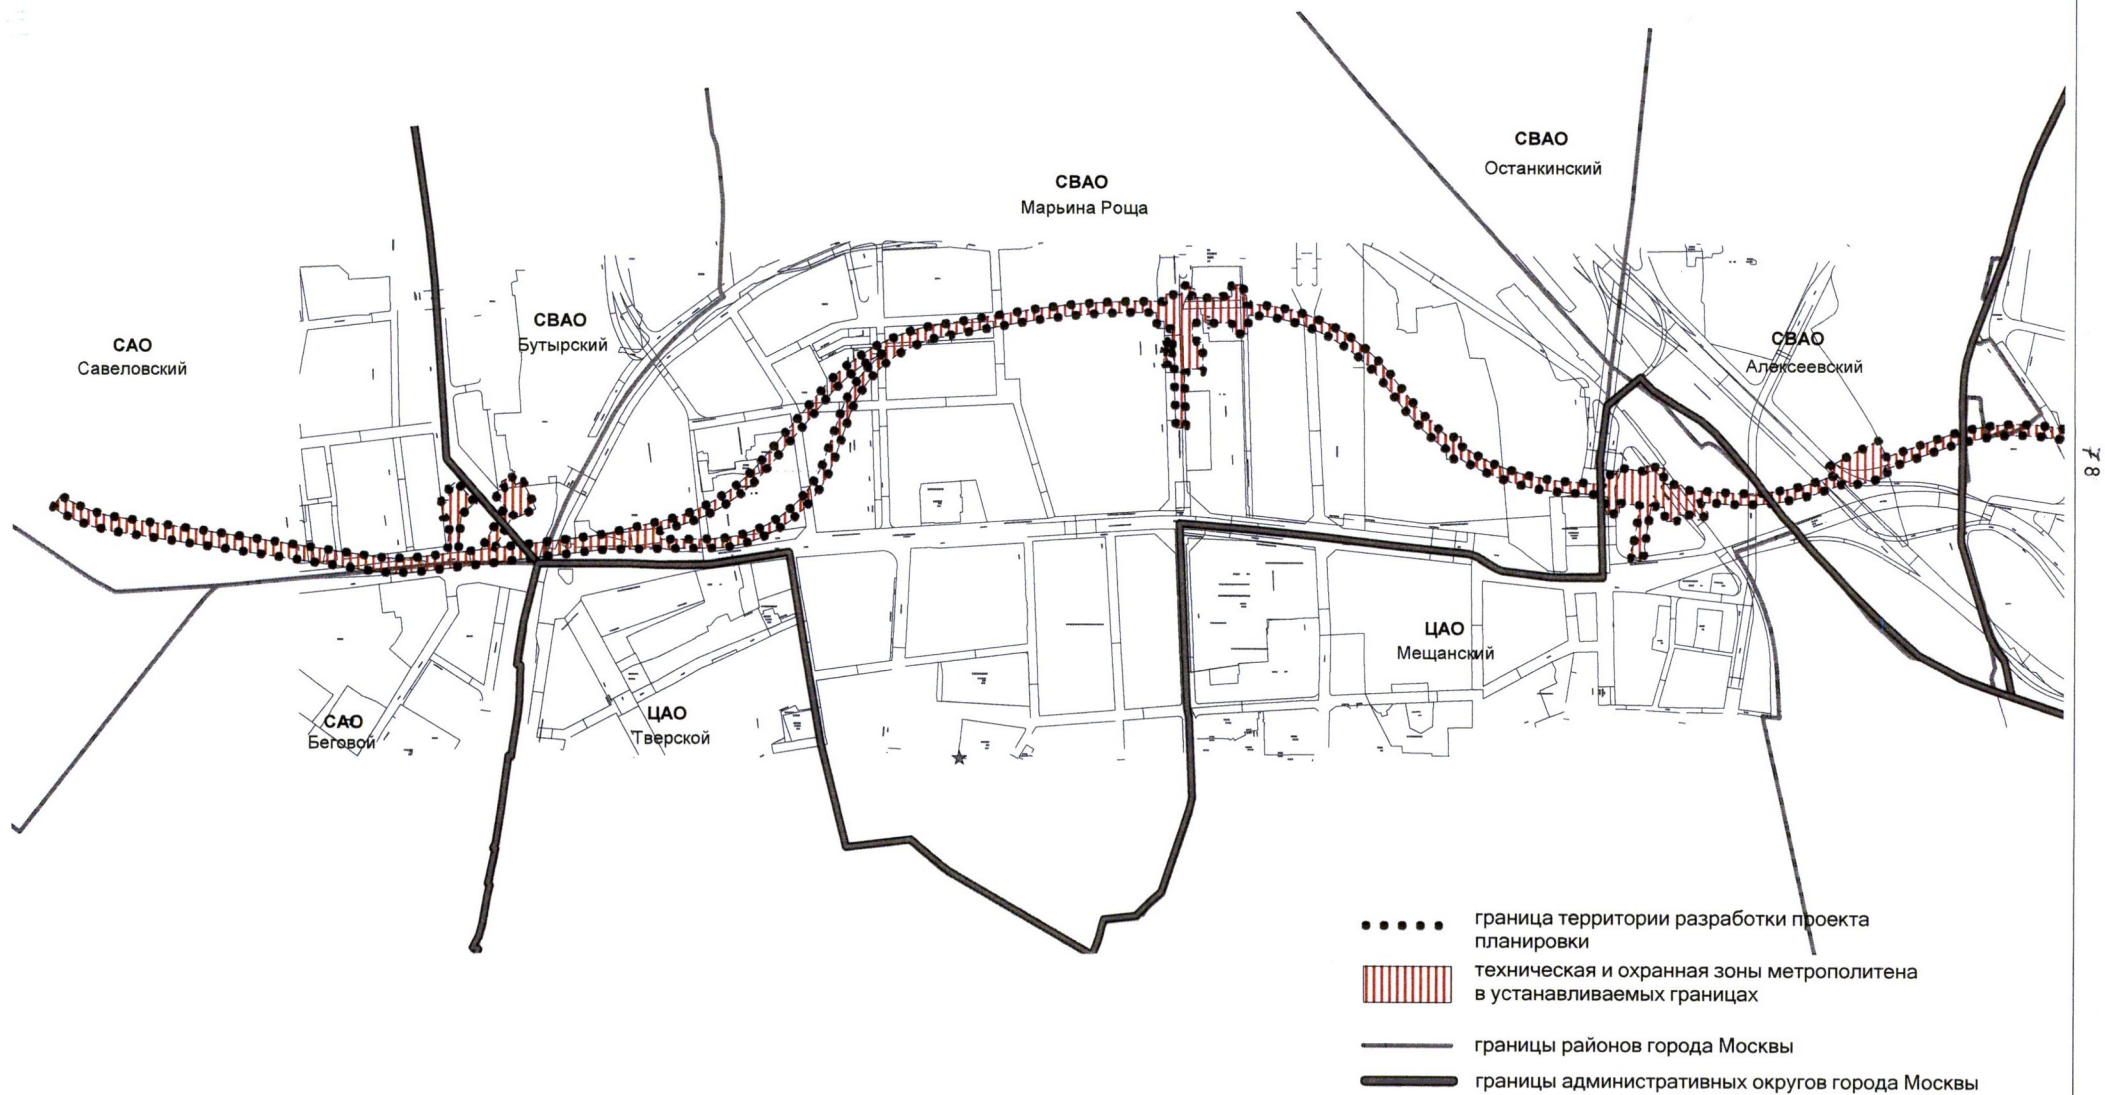 СВАО
Останкинский
СВАО
Марьина Роща
СВАО
Бутырский
САО
Савеловский
СВАО
Алексеевский
78
ЦАО
Мещанский
САО
Беговой
ЦАО
Тверской
граница территории разработки проекта
планировки
техническая и охранная зоны метрополитена
в устанавливаемых границах
границы районов города Москвы
границы административных округов города Москвы